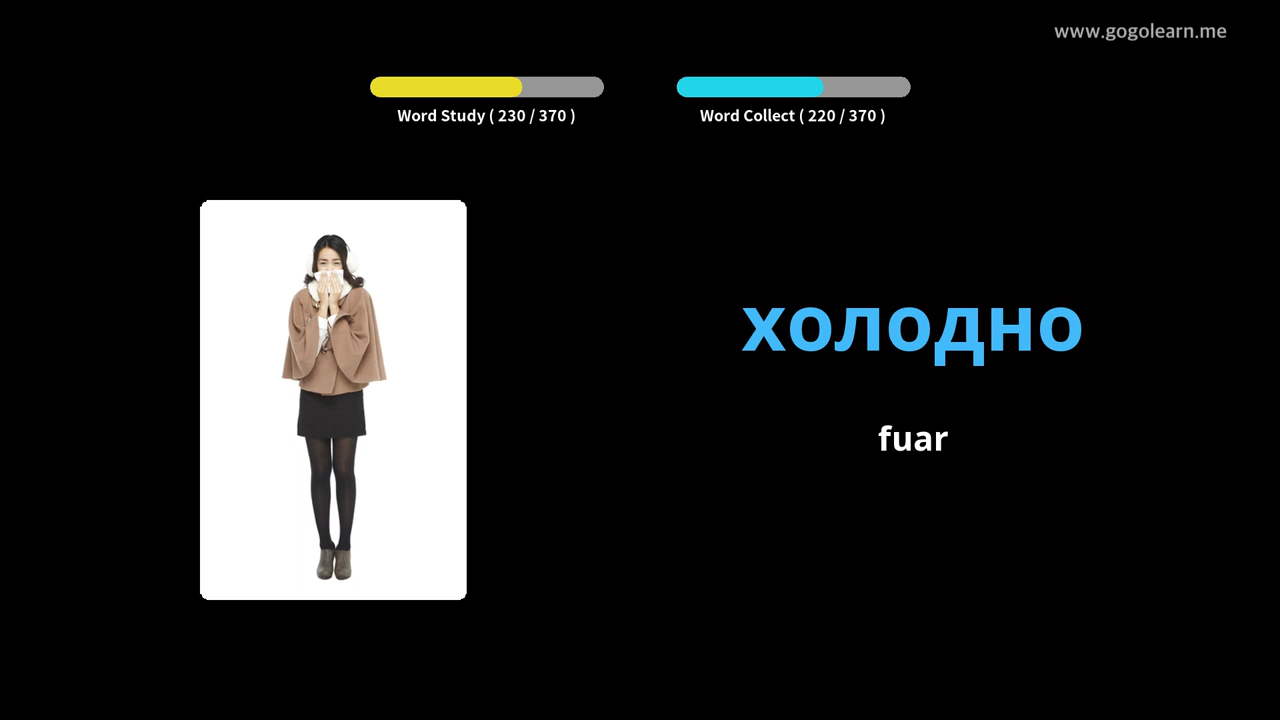 www.gogolearn.me
Word Study ( 230 / 370 )
Word Collect ( 220 / 370 )
холодно
fuar